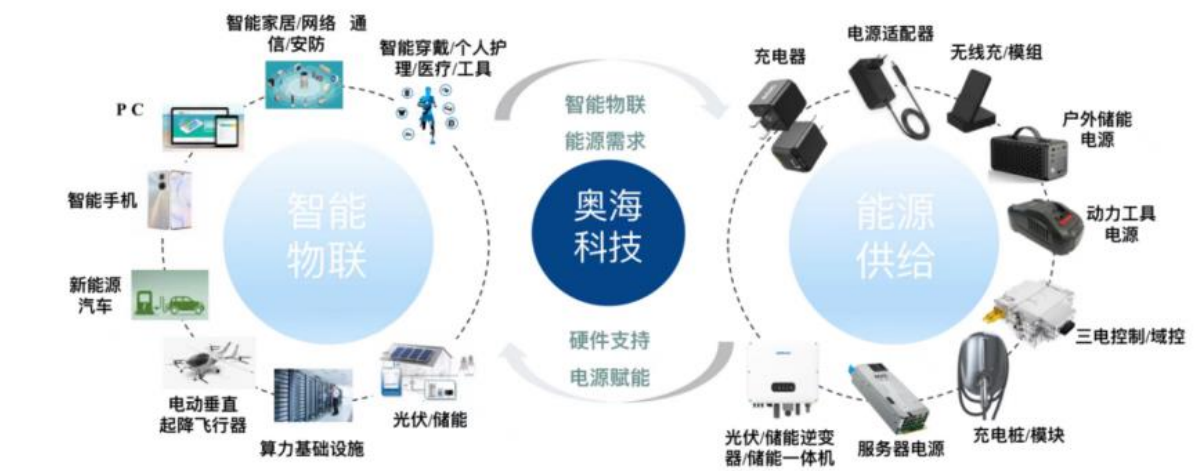 智能家居/网络 通
信/安防
智能穿戴/个人护
理/医疗/工具
PC
智能手机
新能源
汽车
电动垂直
起降飞行器
算力基础设施
光伏/储能
智能
物联
智能物联
能源需求
奥海
科技
硬件支持
电源赋能
能源
供给
充电器
电源适配器
无线充/模组
户外储能
电源
动力工具
电源
三电控制/域控
充电桩/模块
服务器电源
光伏/储能逆变
器/储能一体机